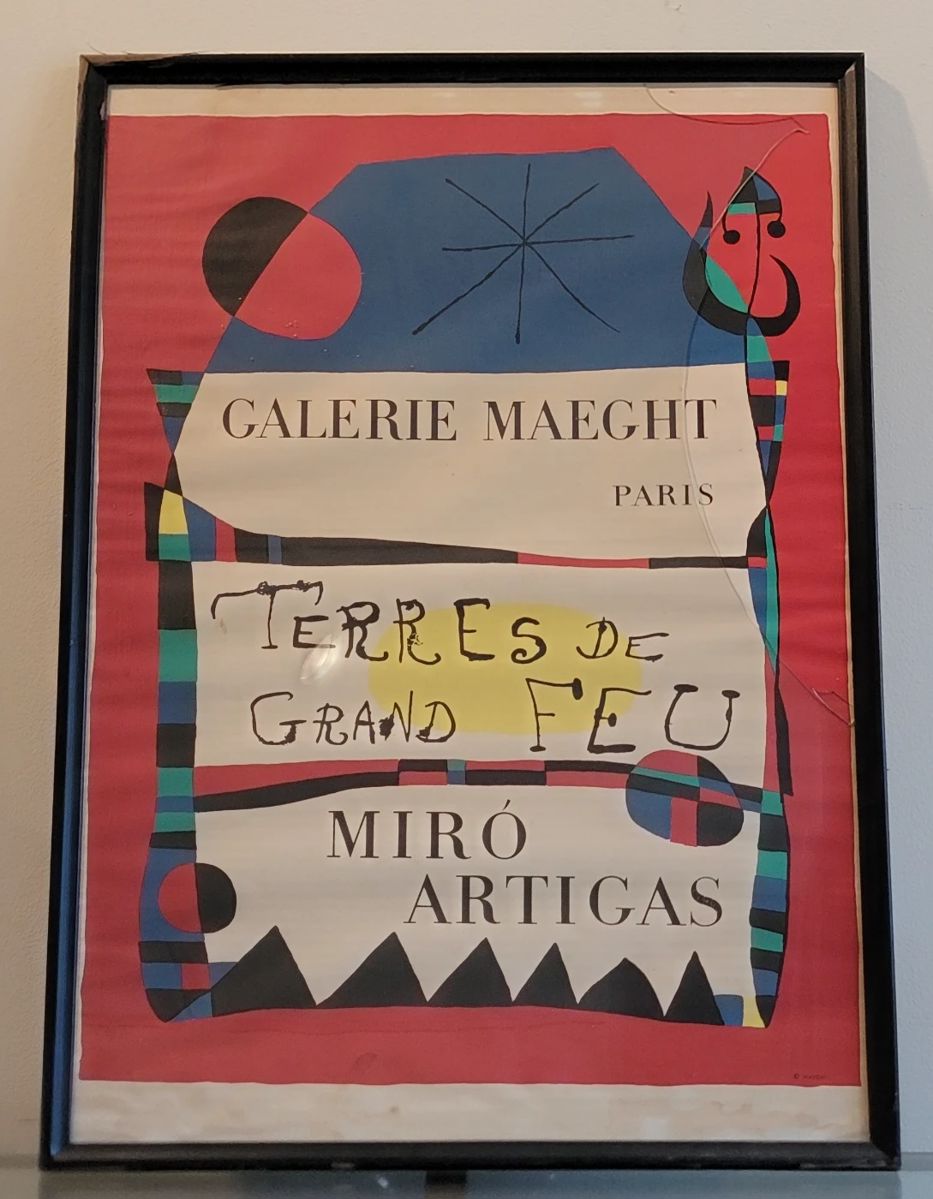 GALERIE MAEGHT
PARIS
TERRES DE
GRAND FEU
MIRÓ
ARTIGAS